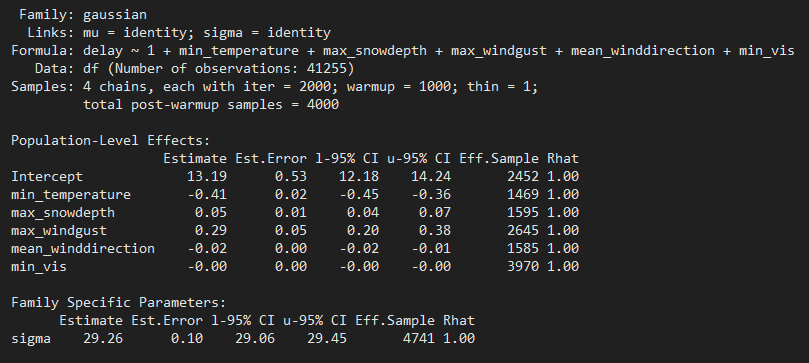 Family: gaussian
Links: mu = identity; sigma = identity
Formula: delay ~ 1 + min_temperature + max_snowdepth + max_windgust + mean_winddirection + min_vis
Data: df (Number of observations: 41255)
Samples: 4 chains, each with iter = 2000; warmup = 1000; thin = 1;
total post-warmup samples = 4000
Population-Level Effects:
Estimate Est.Error l-95% CI u-95% CI Eff.Sample Rhat
Intercept 13.19 0.53 12.18 14.24 2452 1.00
min_temperature -0.41 0.02 -0.45 -0.36 1469 1.00
max_snowdepth 0.05 0.01 0.04 0.07 1595 1.00
max_windgust 0.29 0.05 0.20 0.38 2645 1.00
mean_winddirection -0.02 0.00 -0.02 -0.01 1585 1.00
min_vis -0.00 0.00 -0.00 -0.00 3970 1.00
Family Specific Parameters:
Estimate Est.Error l-95% CI u-95% CI Eff.Sample Rhat
sigma 29.26 0.10 29.06 29.45 4741 1.00